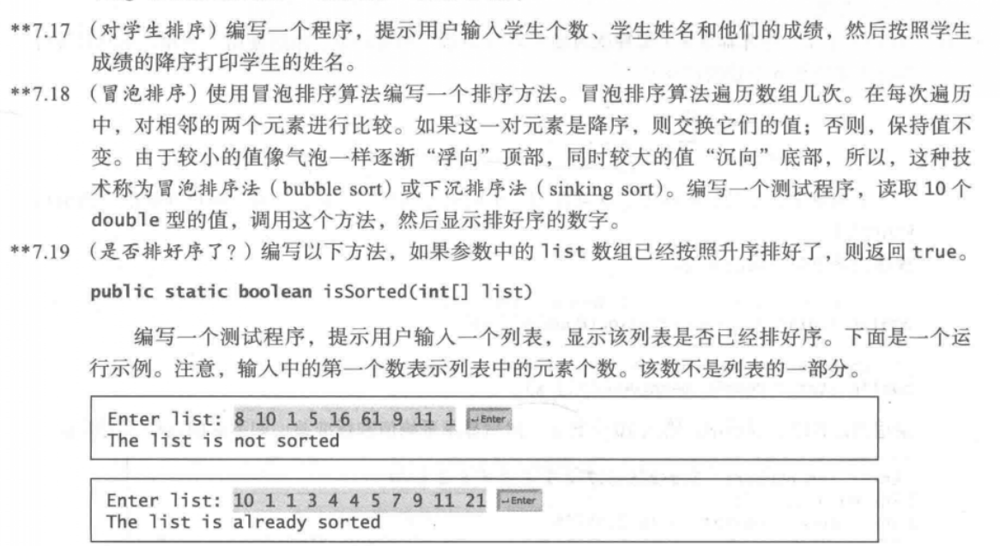 **7.17 （对学生排序）编写一个程序，提示用户输入学生个数、学生姓名和他们的成绩，然后按照学生
成绩的降序打印学生的姓名。
**7.18 （冒泡排序）使用冒泡排序算法编写一个排序方法。冒泡排序算法遍历数组几次。在每次遍历
中，对相邻的两个元素进行比较。如果这一对元素是降序，则交换它们的值；否则，保持值不
变。由于较小的值像气泡一样逐渐“浮向”顶部，同时较大的值“沉向”底部，所以，这种技
术称为冒泡排序法（bubble sort）或下沉排序法（sinking sort）。编写一个测试程序，读取 10 个
double 型的值，调用这个方法，然后显示排好序的数字。
**7.19 （是否排好序了？）编写以下方法，如果参数中的 list 数组已经按照升序排好了，则返回 true。
public static boolean isSorted(int[] list)
编写一个测试程序，提示用户输入一个列表，显示该列表是否已经排好序。下面是一个运
行示例。注意，输入中的第一个数表示列表中的元素个数。该数不是列表的一部分。
Enter list: 8 10 1 5 16 61 9 11 1 ↵Enter
The list is not sorted
Enter list: 10 1 1 3 4 4 5 7 9 11 21 ↵Enter
The list is already sorted